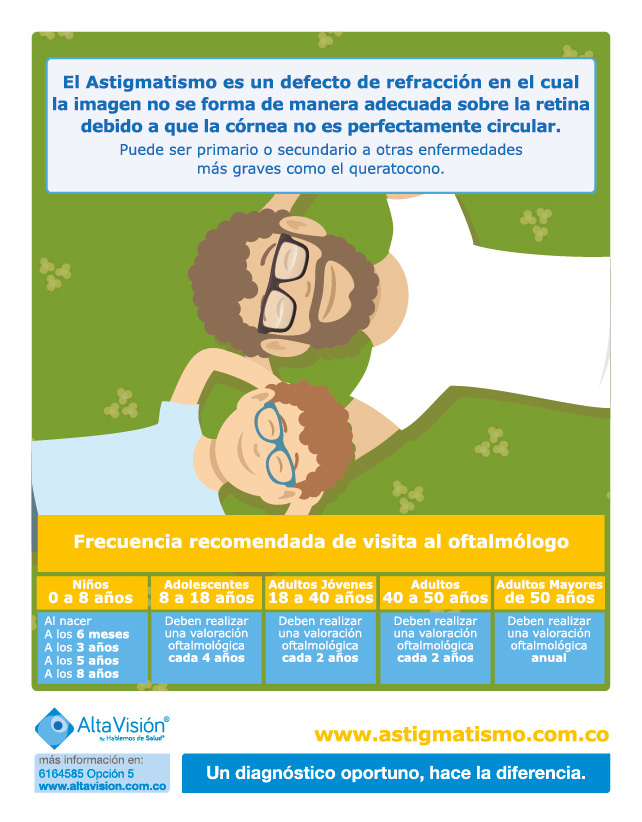 El Astigmatismo es un defecto de refracción en el cual
la imagen no se forma de manera adecuada sobre la retina
debido a que la córnea no es perfectamente circular.
Puede ser primario o secundario a otras enfermedades
más graves como el queratocono.
Frecuencia recomendada de visita al oftalmólogo
Niños
0 a 8 años
Al nacer
A los 6 meses
A los 3 años
A los 5 años
A los 8 años
Adolescentes
8 a 18 años
Deben realizar
una valoración
oftalmológica
cada 4 años
Adultos Jóvenes
18 a 40 años
Deben realizar
una valoración
oftalmológica
cada 2 años
Adultos
40 a 50 años
Deben realizar
una valoración
oftalmológica
cada 2 años
Adultos Mayores
de 50 años
Deben realizar
una valoración
oftalmológica
anual
AltaVisión®
By Hablemos de Salud®
www.astigmatismo.com.co
más información en:
6164585 Opción 5
www.altavision.com.co
Un diagnóstico oportuno, hace la diferencia.